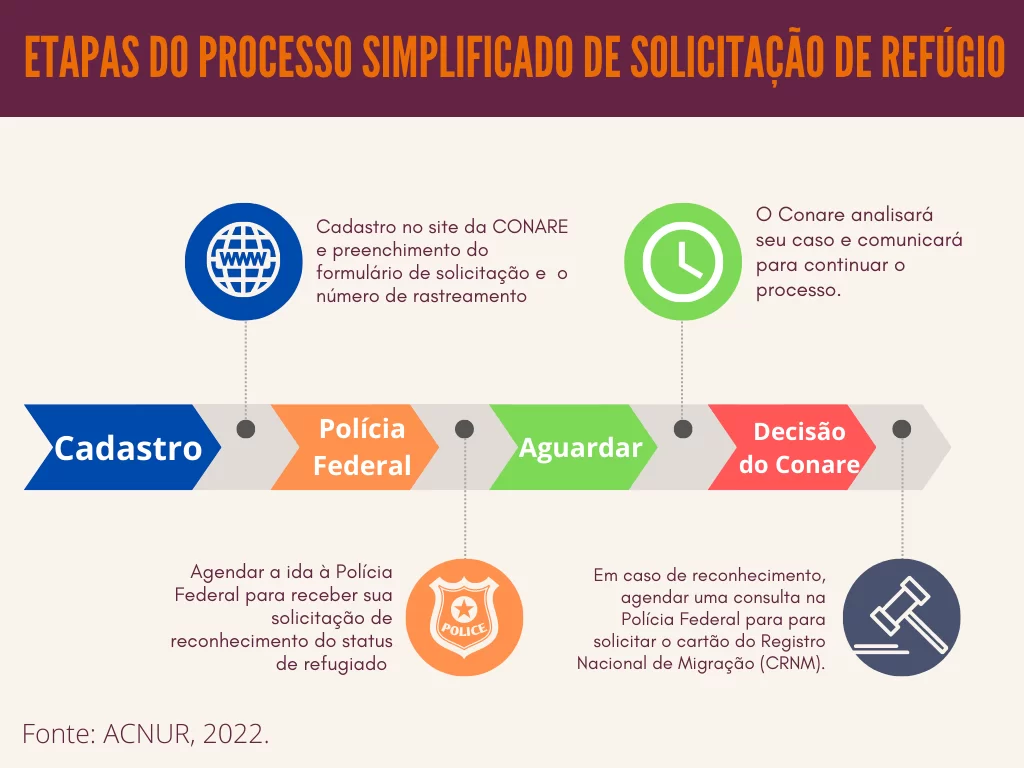 ETAPAS DO PROCESSO SIMPLIFICADO DE SOLICITAÇÃO DE REFÚGIO
WWW
Cadastro no site da CONARE
e preenchimento do
formulário de solicitação e o
número de rastreamento
O Conare analisará
seu caso e comunicará
para continuar o
processo.
Cadastro
Polícia
Federal
Aguardar
Decisão
do Conare
Agendar a ida à Polícia
Federal para receber sua
solicitação de
reconhecimento do status
de refugiado
POLICE
Em caso de reconhecimento,
agendar uma consulta na
Polícia Federal para para
solicitar o cartão do Registro
Nacional de Migração (CRNM).
Fonte: ACNUR, 2022.